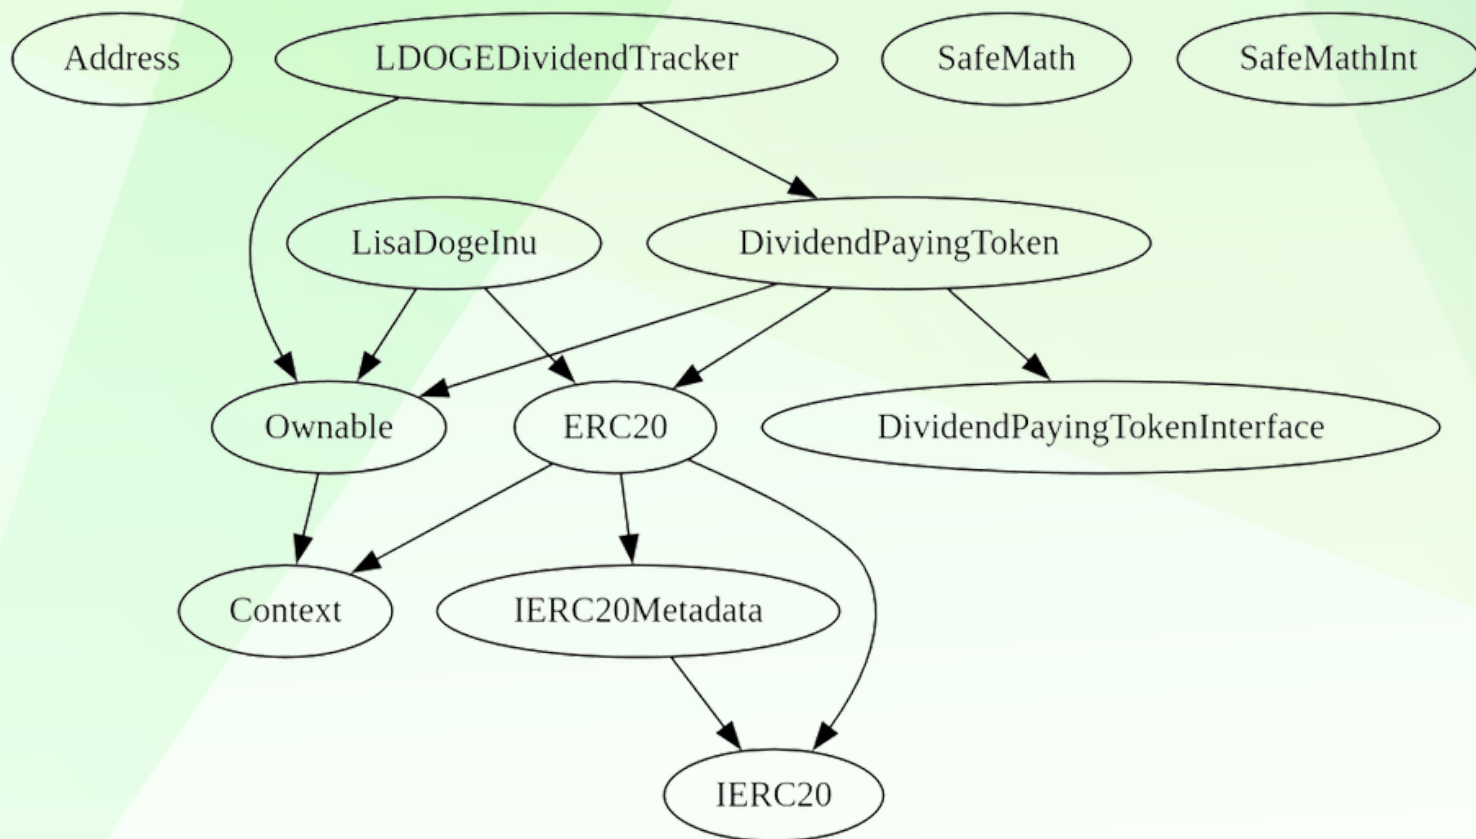 Address
LDOGEDividendTracker
SafeMath
SafeMathInt
LisaDogeInu
DividendPayingToken
Ownable
ERC20
DividendPayingTokenInterface
Context
IERC20Metadata
IERC20